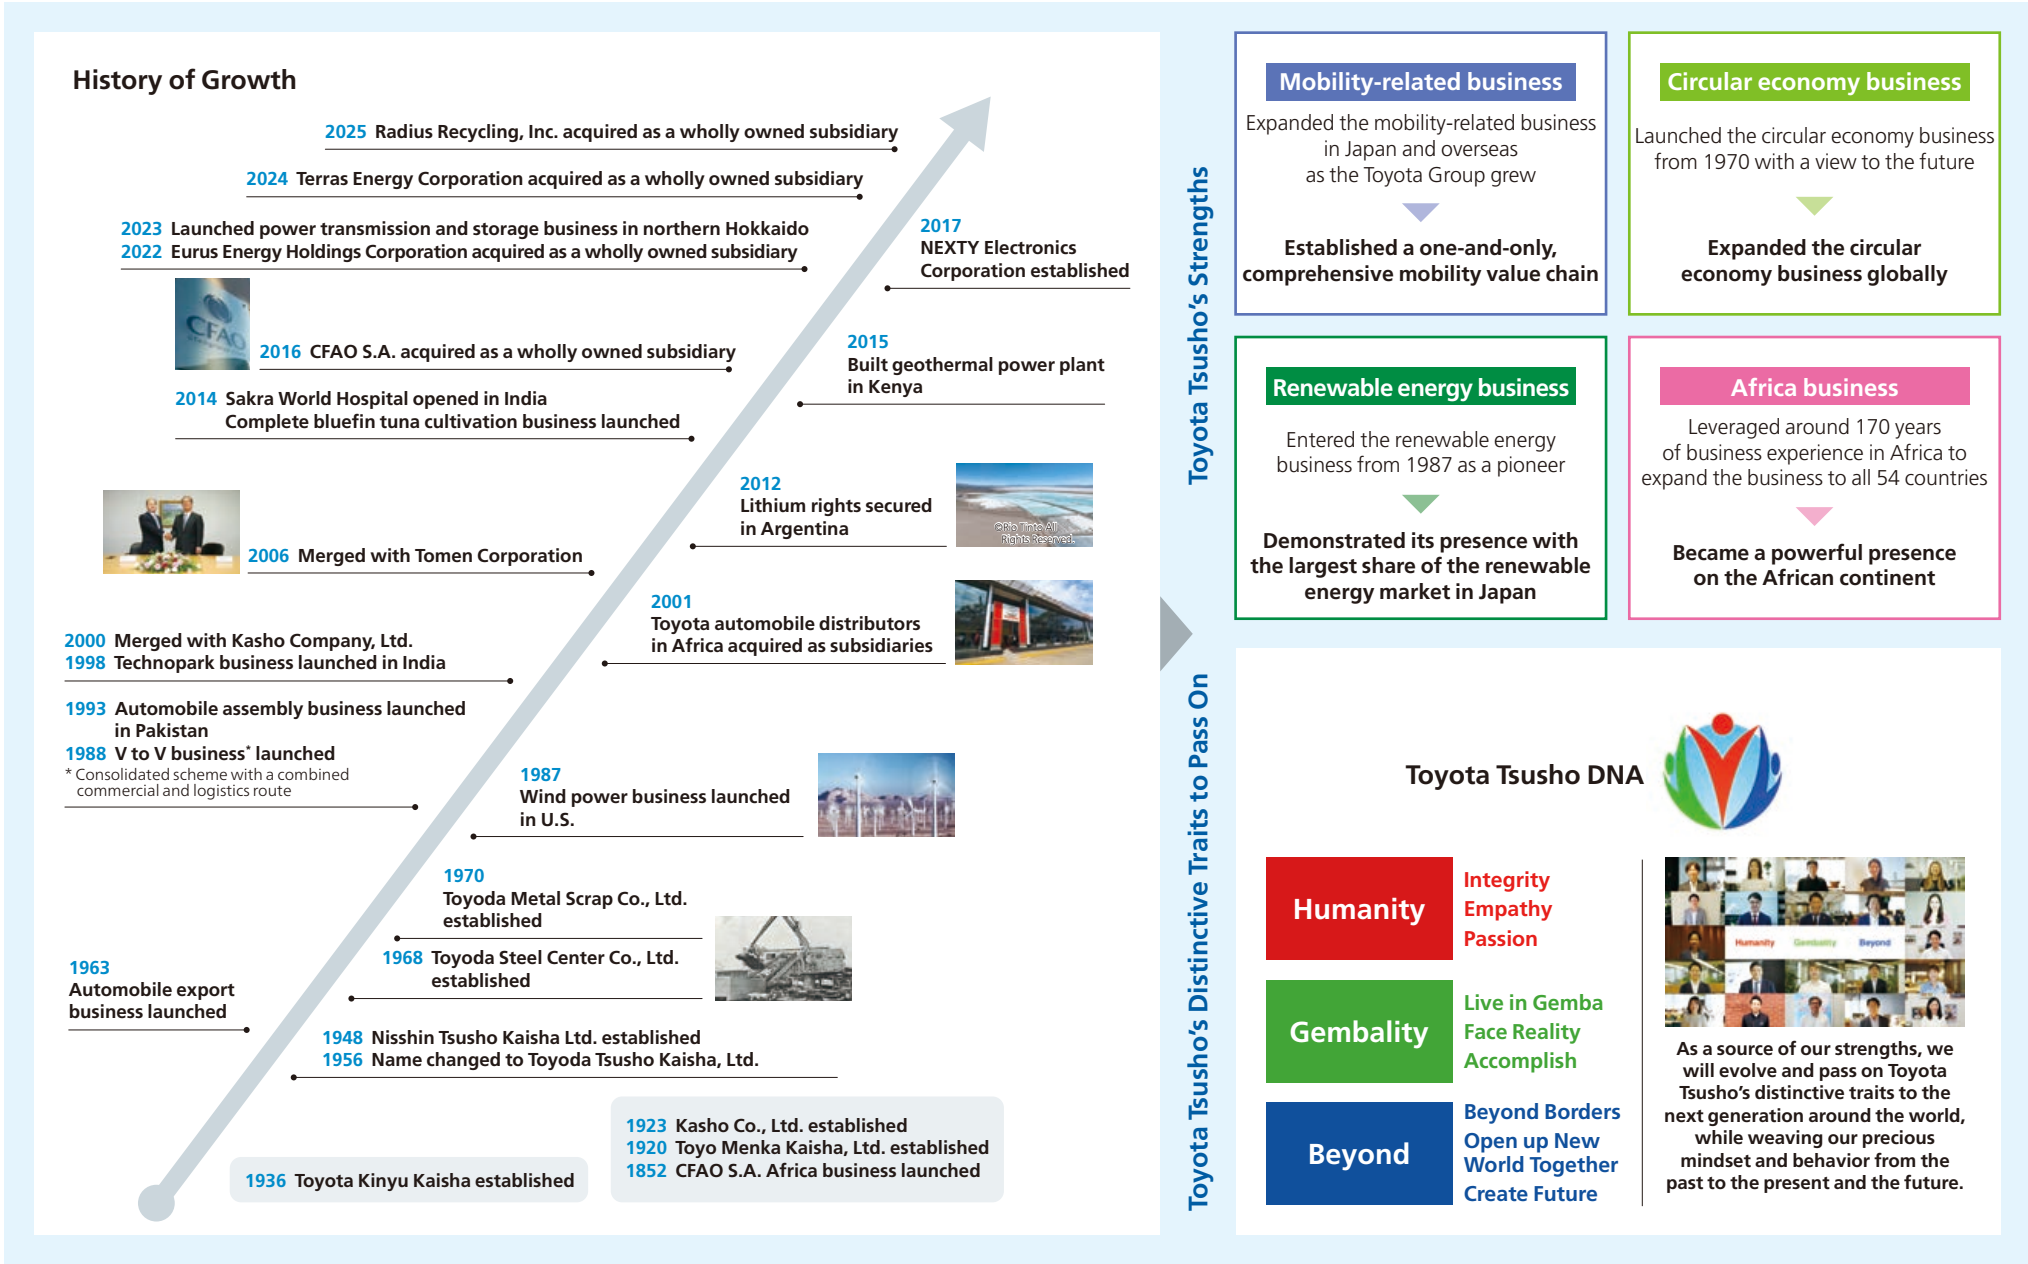 History of Growth
2025 Radius Recycling, Inc. acquired as a wholly owned subsidiary
2024 Terras Energy Corporation acquired as a wholly owned subsidiary
2023 Launched power transmission and storage business in northern Hokkaido
2022 Eurus Energy Holdings Corporation acquired as a wholly owned subsidiary
2017
NEXTY Electronics
Corporation established
CFAO
2016 CFAO S.A. acquired as a wholly owned subsidiary
2015
Built geothermal power plant
in Kenya
2014 Sakra World Hospital opened in India
Complete bluefin tuna cultivation business launched
2012
Lithium rights secured
in Argentina
©Rio Tinto All
Rights Reserved.
2006 Merged with Tomen Corporation
2001
Toyota automobile distributors
in Africa acquired as subsidiaries
2000 Merged with Kasho Company, Ltd.
1998 Technopark business launched in India
1993 Automobile assembly business launched
in Pakistan
1988 V to V business* launched
* Consolidated scheme with a combined
commercial and logistics route
1987
Wind power business launched
in U.S.
1970
Toyoda Metal Scrap Co., Ltd.
established
1968 Toyoda Steel Center Co., Ltd.
established
1963
Automobile export
business launched
1948 Nisshin Tsusho Kaisha Ltd. established
1956 Name changed to Toyoda Tsusho Kaisha, Ltd.
1923 Kasho Co., Ltd. established
1920 Toyo Menka Kaisha, Ltd. established
1852 CFAO S.A. Africa business launched
1936 Toyota Kinyu Kaisha established
Toyota Tsusho's Strengths
Mobility-related business
Expanded the mobility-related business
in Japan and overseas
as the Toyota Group grew
Established a one-and-only,
comprehensive mobility value chain
Circular economy business
Launched the circular economy business
from 1970 with a view to the future
Expanded the circular
economy business globally
Renewable energy business
Entered the renewable energy
business from 1987 as a pioneer
Demonstrated its presence with
the largest share of the renewable
energy market in Japan
Africa business
Leveraged around 170 years
of business experience in Africa to
expand the business to all 54 countries
Became a powerful presence
on the African continent
Toyota Tsusho's Distinctive Traits to Pass On
Toyota Tsusho DNA
Humanity
Integrity
Empathy
Passion
Gembality
Live in Gemba
Face Reality
Accomplish
Beyond
Beyond Borders
Open up New
World Together
Create Future
Humanity Gembality Beyond
As a source of our strengths, we
will evolve and pass on Toyota
Tsusho's distinctive traits to the
next generation around the world,
while weaving our precious
mindset and behavior from the
past to the present and the future.